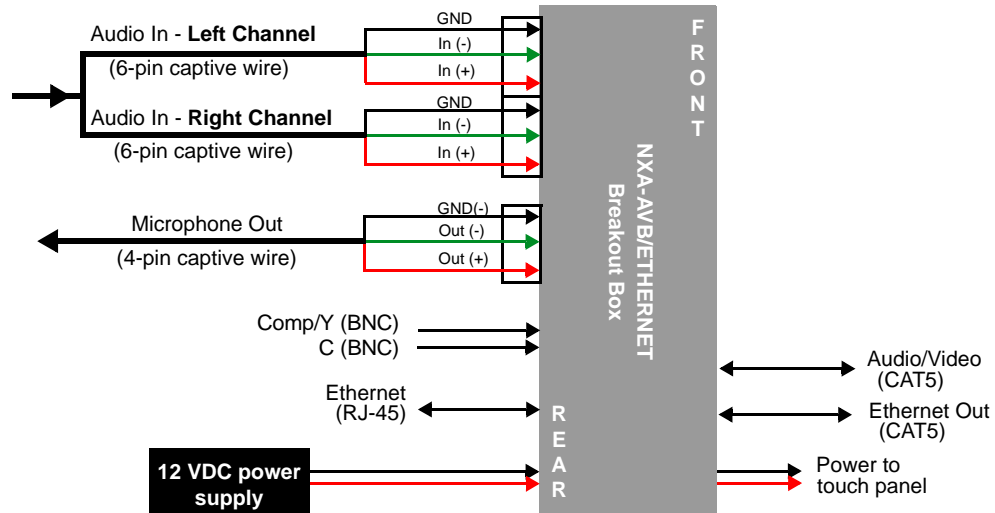 Audio In - Left Channel
(6-pin captive wire)
GND
In (-)
In (+)
Audio In - Right Channel
(6-pin captive wire)
GND
In (-)
In (+)
Microphone Out
(4-pin captive wire)
GND(-)
Out (-)
Out (+)
Comp/Y (BNC)
C (BNC)
Ethernet
(RJ-45)
12 VDC power
supply
REAR
NXA-AVB/ETHERNET
Breakout Box
FRONT
Audio/Video
(CAT5)
Ethernet Out
(CAT5)
Power to
touch panel